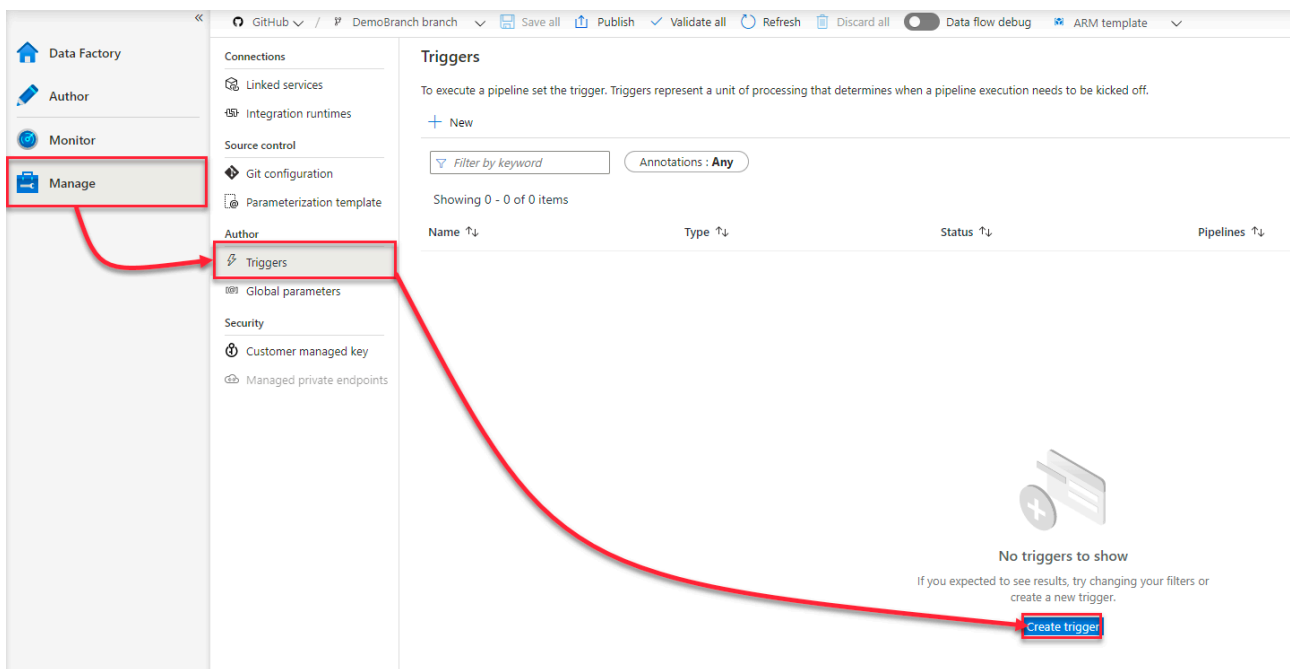 «
GitHub / DemoBranch branch Save all Publish Validate all Refresh Discard all Data flow debug ARM template
Data Factory
Author
Monitor
Manage
Connections
Linked services
Integration runtimes
Source control
Git configuration
Parameterization template
Author
Triggers
Global parameters
Security
Customer managed key
Managed private endpoints
Triggers
To execute a pipeline set the trigger. Triggers represent a unit of processing that determines when a pipeline execution needs to be kicked off.
+ New
Filter by keyword Annotations : Any
Showing 0 - 0 of 0 items
Name ↑↓ Type ↑↓ Status ↑↓ Pipelines ↑↓
No triggers to show
If you expected to see results, try changing your filters or
create a new trigger.
Create trigger